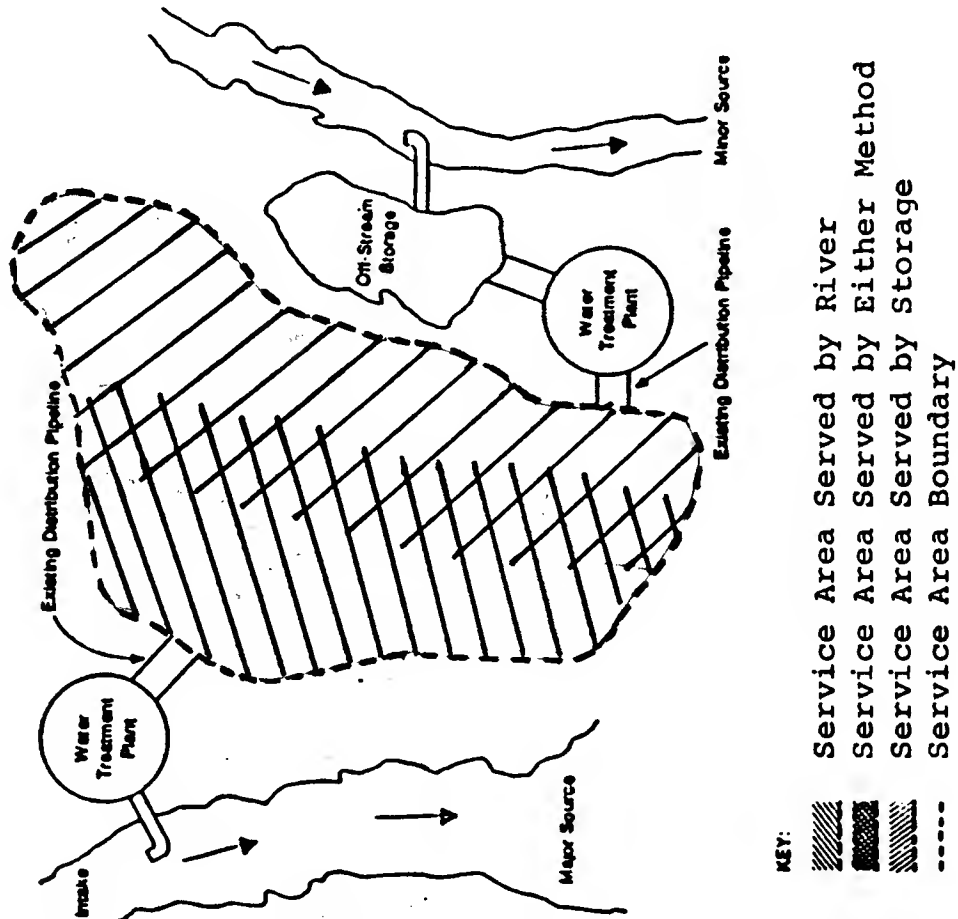 Intake
Water
Treatment
Plant
Existing Distribution Pipeline
Major Source
Off-Stream
Storage
Water
Treatment
Plant
Existing Distribution Pipeline
Minor Source
KEY:
Service Area Served by River
Service Area Served by Either Method
Service Area Served by Storage
Service Area Boundary